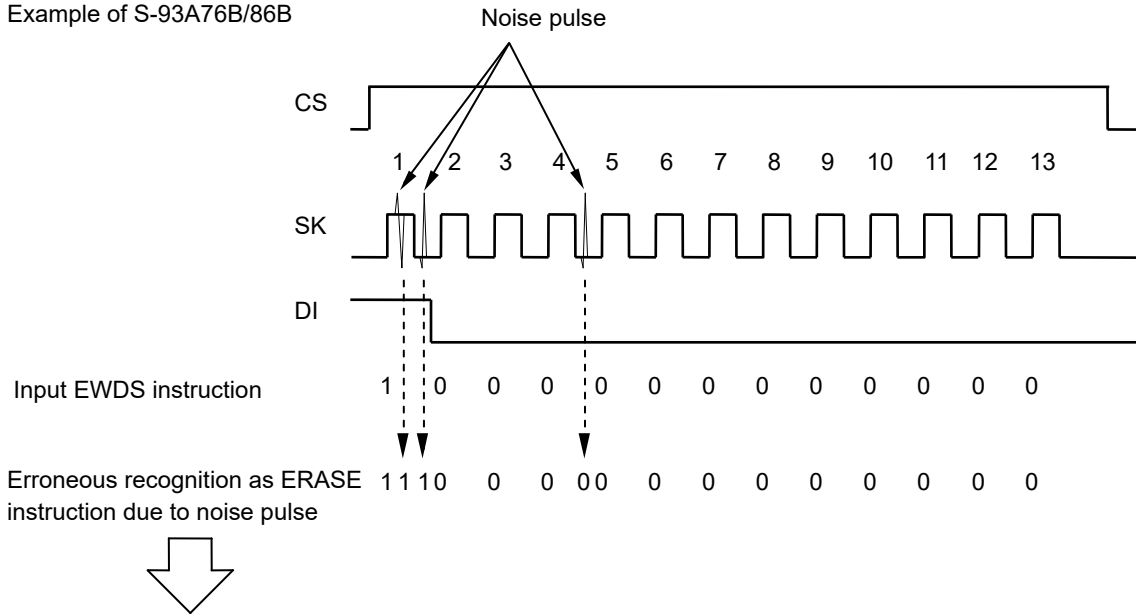 Example of S-93A76B/86B
Noise pulse
CS
1 2 3 4 5 6 7 8 9 10 11 12 13
SK
DI
Input EWDS instruction 1 0 0 0 0 0 0 0 0 0 0 0 0
Erroneous recognition as ERASE 1 1 1 0 0 0 0 0 0 0 0 0 0 0 0 0
instruction due to noise pulse